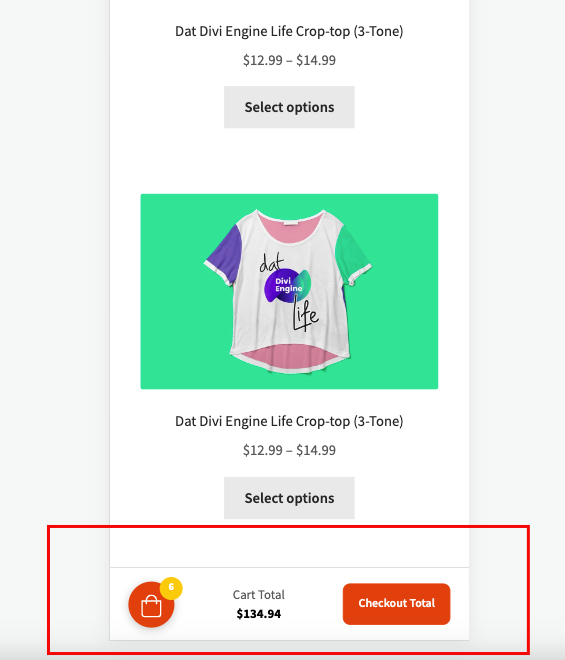 Dat Divi Engine Life Crop-top (3-Tone)
$12.99 – $14.99
Select options
dat
Divi
Engine
Life
Dat Divi Engine Life Crop-top (3-Tone)
$12.99 – $14.99
Select options
6
Cart Total
$134.94
Checkout Total